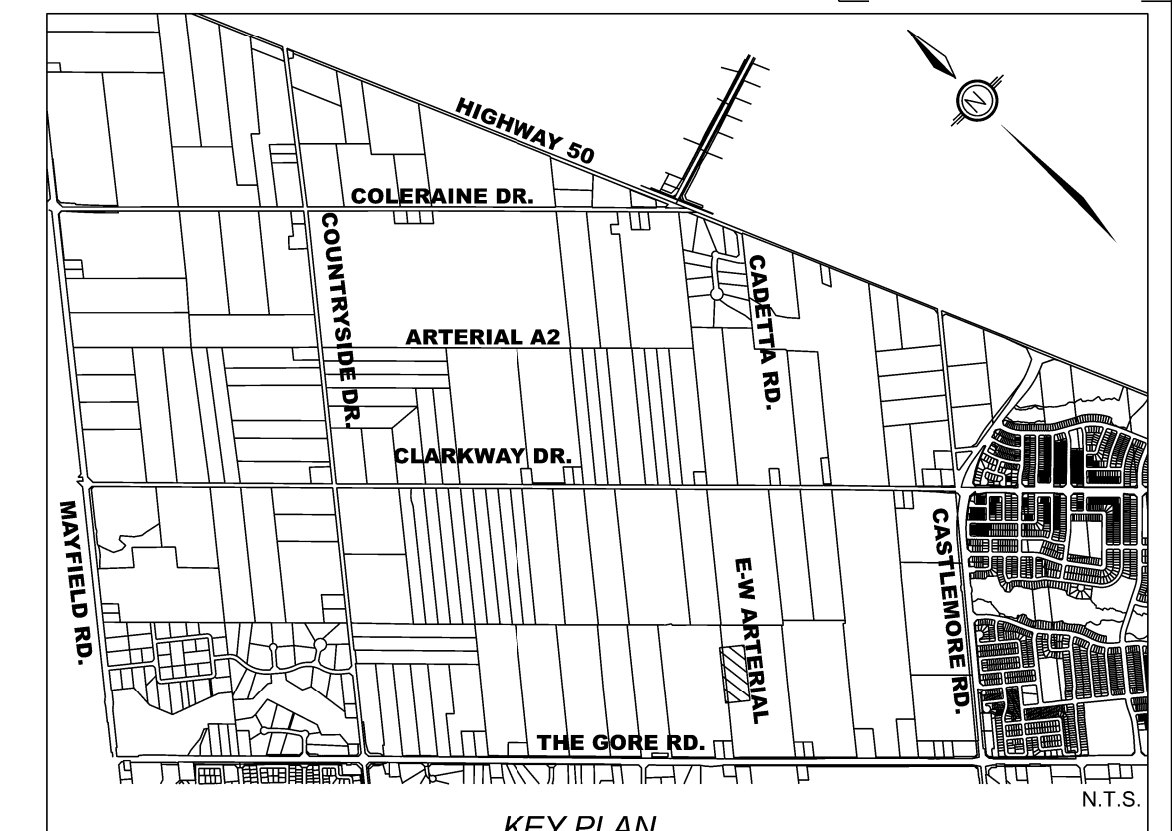 HIGHWAY 50
N
COLERAINE DR.
COUNTRYSIDE DR.
CADETTA RD.
ARTERIAL A2
CLARKWAY DR.
MAYFIELD RD.
CASTLEMORE RD.
E-W ARTERIAL
THE GORE RD.
N.T.S.
KEY PLAN